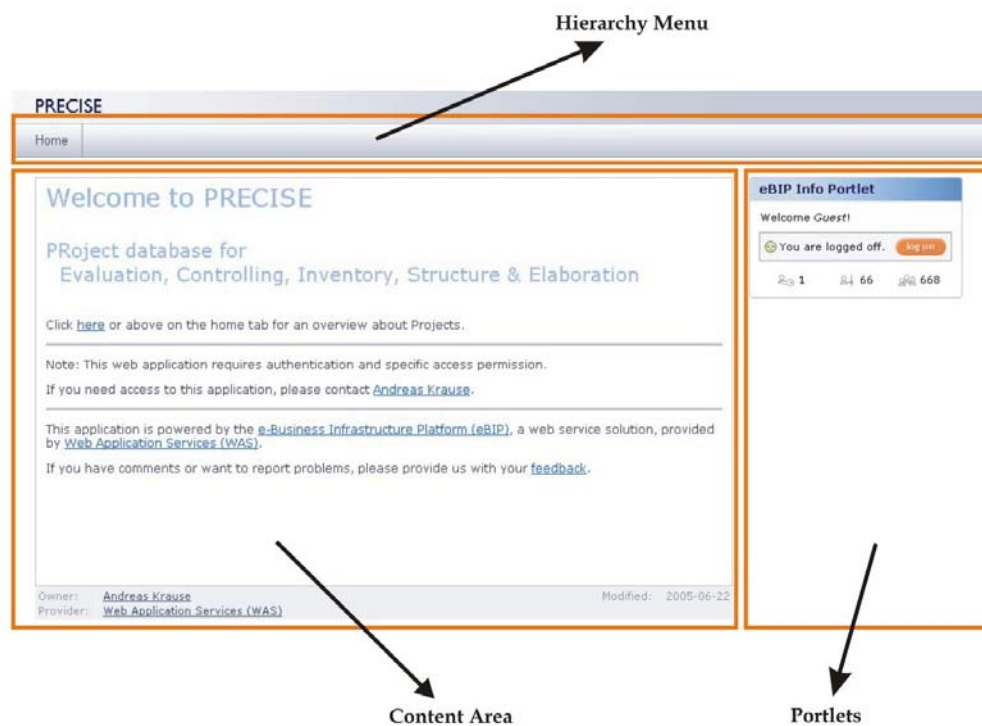 Hierarchy Menu
PRECISE
Home
Welcome to PRECISE
PRoject database for
Evaluation, Controlling, Inventory, Structure & Elaboration
Click here or above on the home tab for an overview about Projects.
Note: This web application requires authentication and specific access permission.
If you need access to this application, please contact Andreas Krause.
This application is powered by the e-Business Infrastructure Platform (eBIP), a web service solution, provided
by Web Application Services (WAS).
If you have comments or want to report problems, please provide us with your feedback.
Owner: Andreas Krause
Modified: 2005-06-22
Provider: Web Application Services (WAS)
eBIP Info Portlet
Welcome Guest!
You are logged off. log on
1 66 668
Content Area
Portlets